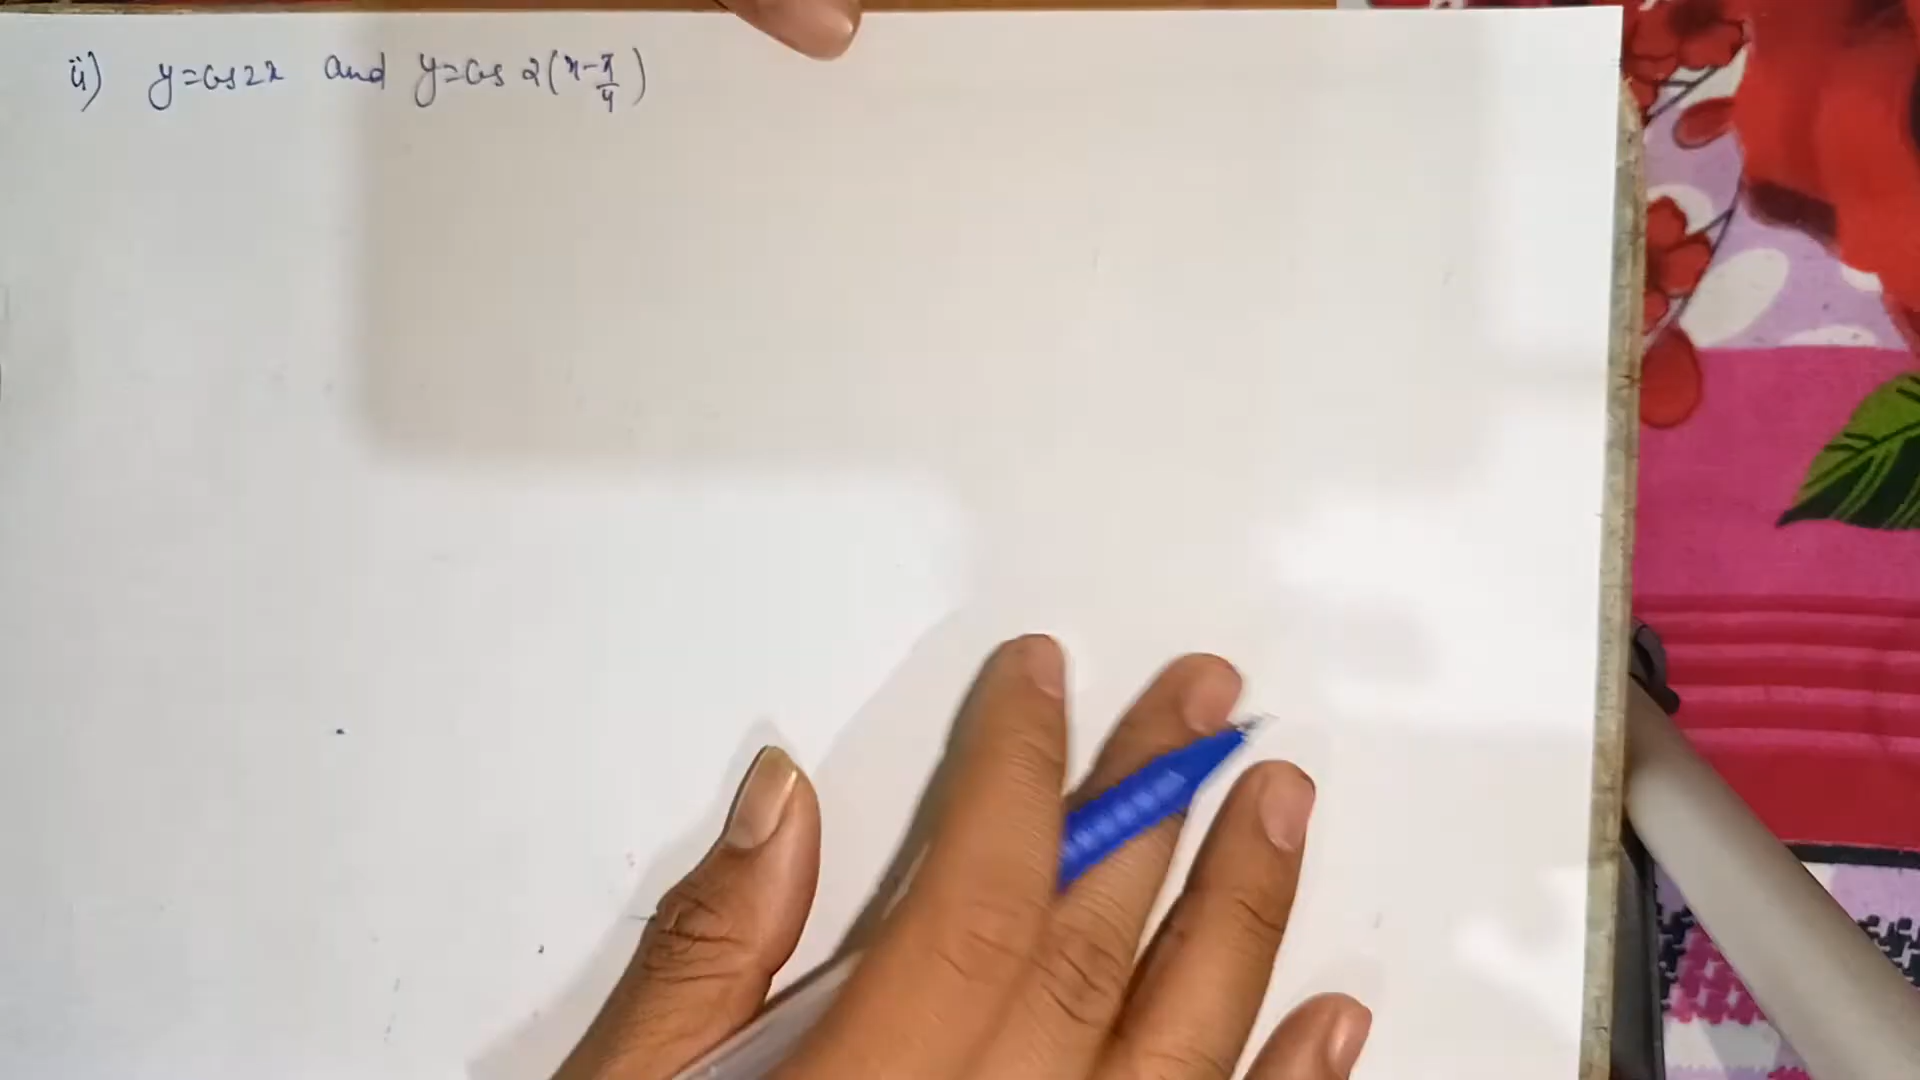 ii) y=cos2x and y=cos 2(x-π/4)